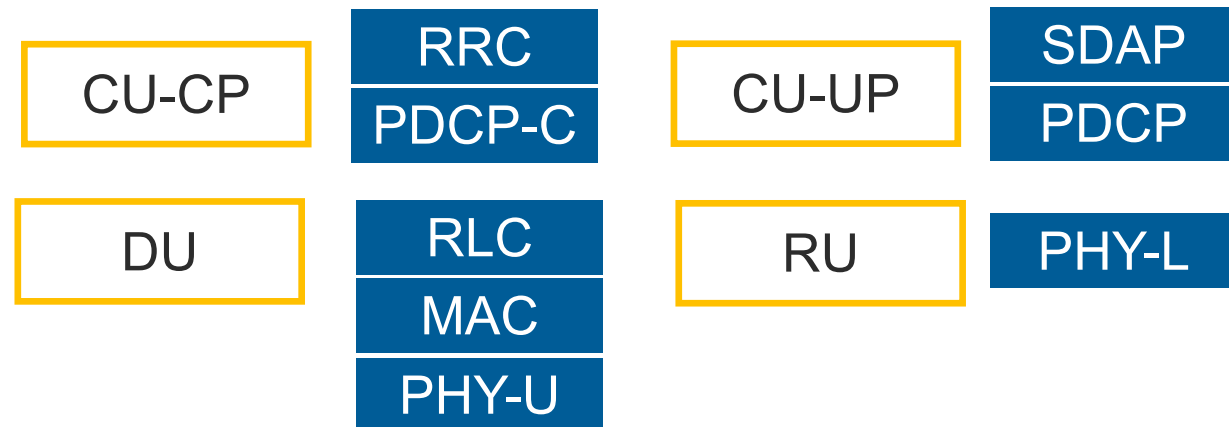 CU-CP
RRC
PDCP-C
CU-UP
SDAP
PDCP
DU
RLC
MAC
PHY-U
RU
PHY-L